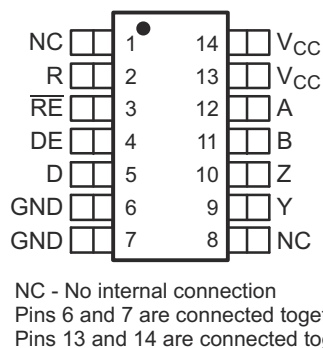 NC 1 14 VCC
R 2 13 VCC
R̅E̅ 3 12 A
DE 4 11 B
D 5 10 Z
GND 6 9 Y
GND 7 8 NC
NC - No internal connection
Pins 6 and 7 are connected toget
Pins 13 and 14 are connected to